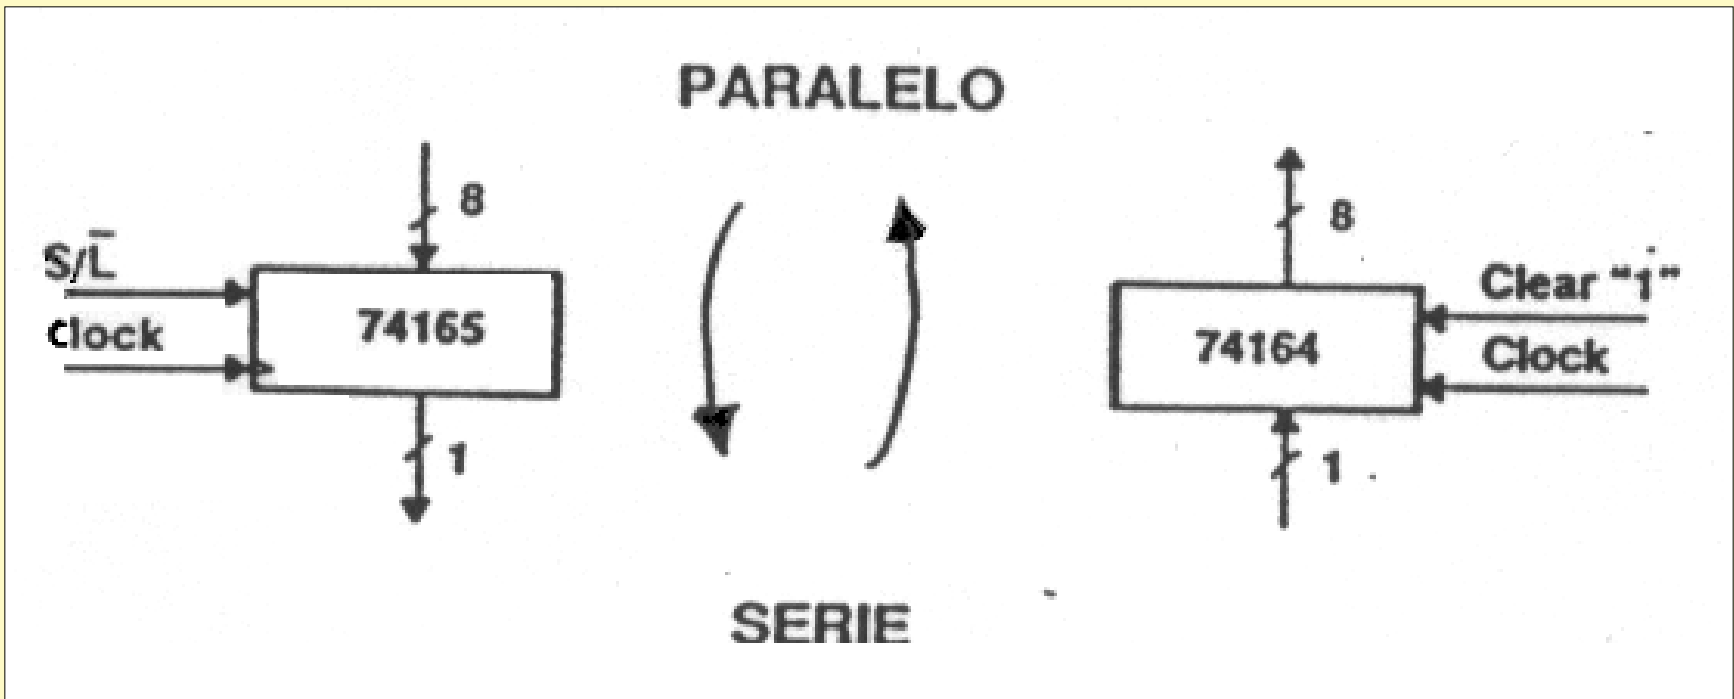 PARALELO
8
S/L̅
Clock
74165
1
8
Clear “1”
Clock
74164
1
SERIE